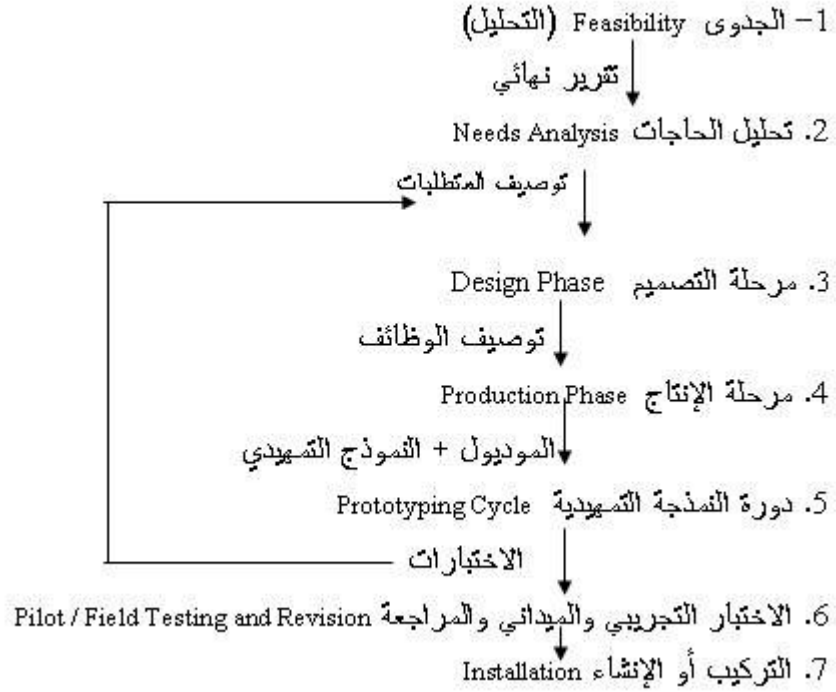 1- الجدوى Feasibility (التحليل)
تقرير نهائي
2. تحليل الحاجات Needs Analysis
توصيف المتطلبات
3. مرحلة التصميم Design Phase
توصيف الوظائف
4. مرحلة الإنتاج Production Phase
الموديول + النموذج التمهيدي
5. دورة النمذجة التمهيدية Prototyping Cycle
الاختبارات
6. الاختبار التجريبي والميداني والمراجعة Pilot / Field Testing and Revision
7. التركيب أو الإنشاء Installation